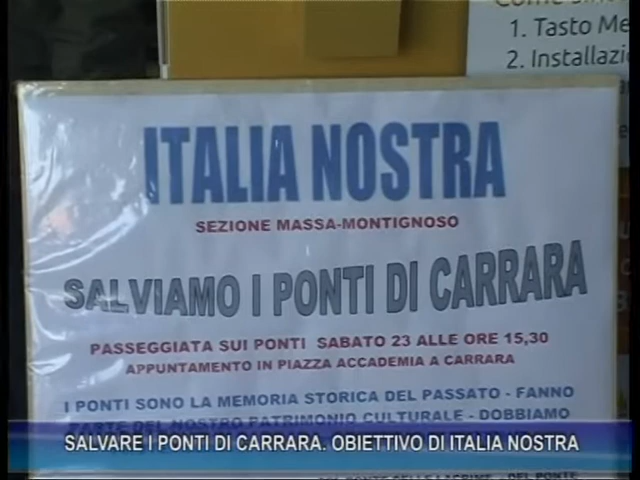 1. Tasto Me
2. Installazi
ITALIA NOSTRA
SEZIONE MASSA-MONTIGNOSO
SALVIAMO I PONTI DI CARRARA
PASSEGGIATA SUI PONTI SABATO 23 ALLE ORE 15,30
APPUNTAMENTO IN PIAZZA ACCADEMIA A CARRARA
I PONTI SONO LA MEMORIA STORICA DEL PASSATO - FANNO
PARTE DEL NOSTRO PATRIMONIO CULTURALE - DOBBIAMO
SALVARE I PONTI DI CARRARA. OBIETTIVO DI ITALIA NOSTRA